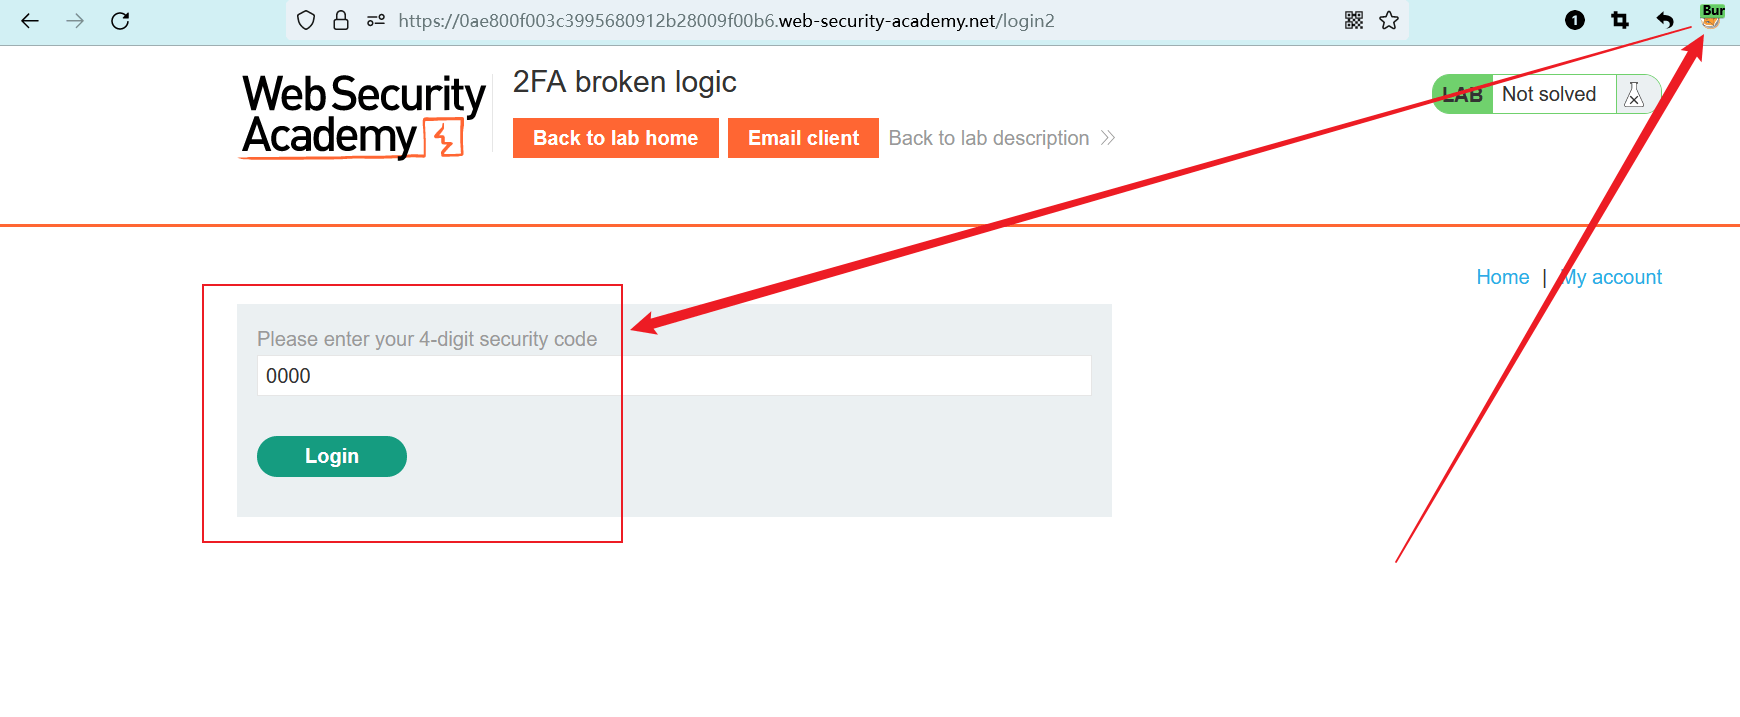 https://0ae800f003c3995680912b28009f00b6.web-security-academy.net/login2
1
Bur
Web Security
Academy
2FA broken logic
Back to lab home
Email client
Back to lab description
LAB
Not solved
Home | My account
Please enter your 4-digit security code
0000
Login